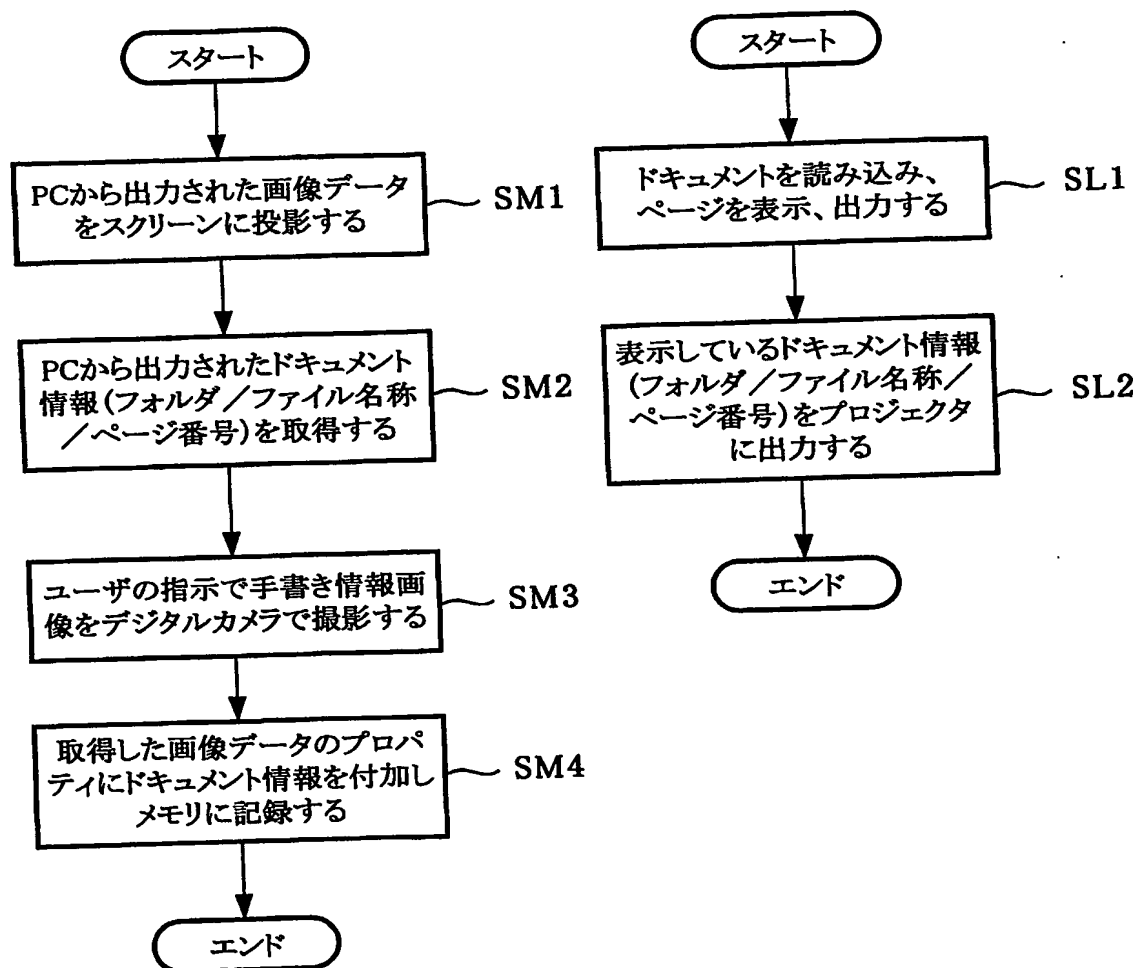 スタート
PCから出力された画像データ
をスクリーンに投影する
SM1
PCから出力されたドキュメント
情報(フォルダ/ファイル名称
/ページ番号)を取得する
SM2
ユーザの指示で手書き情報画
像をデジタルカメラで撮影する
SM3
取得した画像データのプロパ
ティにドキュメント情報を付加し
メモリに記録する
SM4
エンド
スタート
ドキュメントを読み込み、
ページを表示、出力する
SL1
表示しているドキュメント情報
(フォルダ/ファイル名称/
ページ番号)をプロジェクタ
に出力する
SL2
エンド